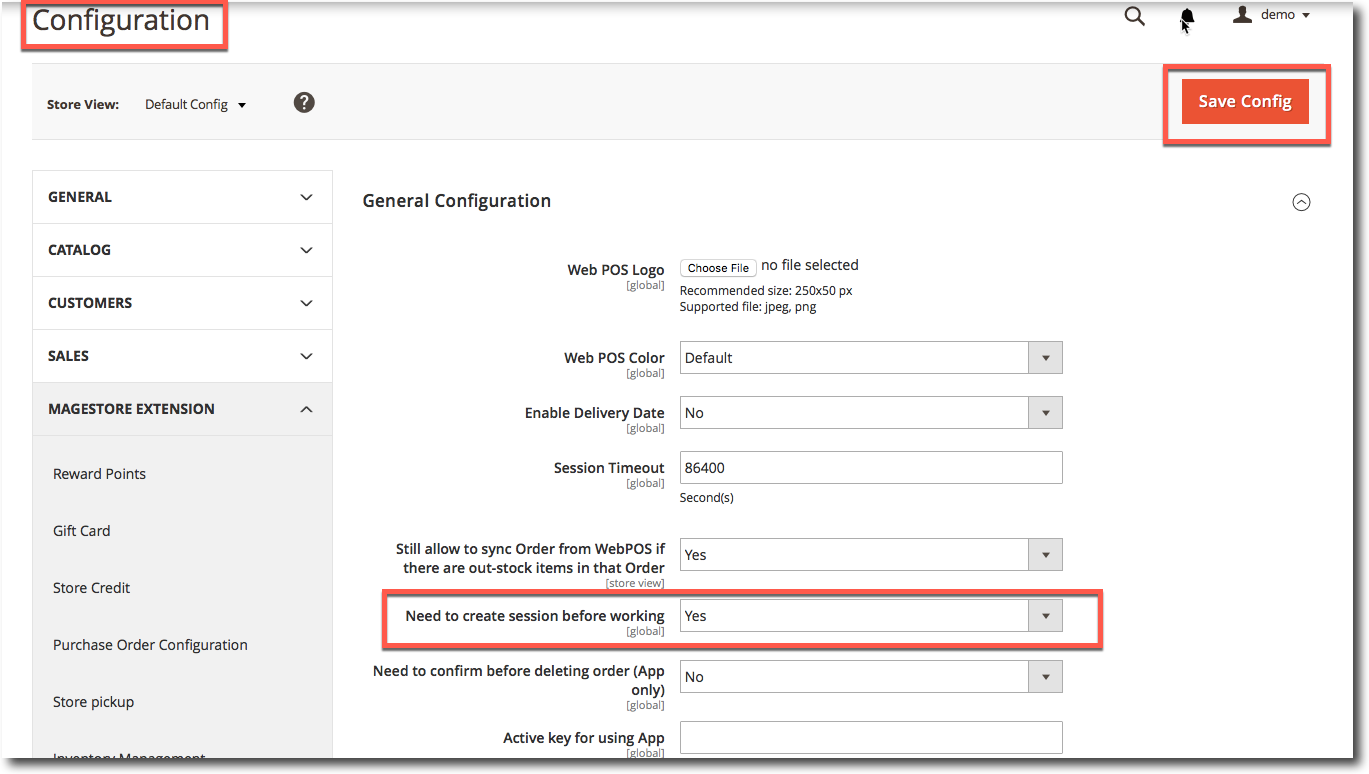 Configuration
demo
Store View: Default Config ?
Save Config
GENERAL
CATALOG
CUSTOMERS
SALES
MAGESTORE EXTENSION
Reward Points
Gift Card
Store Credit
Purchase Order Configuration
Store pickup
Inventory Management
General Configuration
Web POS Logo
[global]
Choose File no file selected
Recommended size: 250x50 px
Supported file: jpeg, png
Web POS Color
[global]
Default
Enable Delivery Date
[global]
No
Session Timeout
[global]
86400
Second(s)
Still allow to sync Order from WebPOS if
there are out-stock items in that Order
[store view]
Yes
Need to create session before working
[global]
Yes
Need to confirm before deleting order (App
only)
[global]
No
Active key for using App
[global]